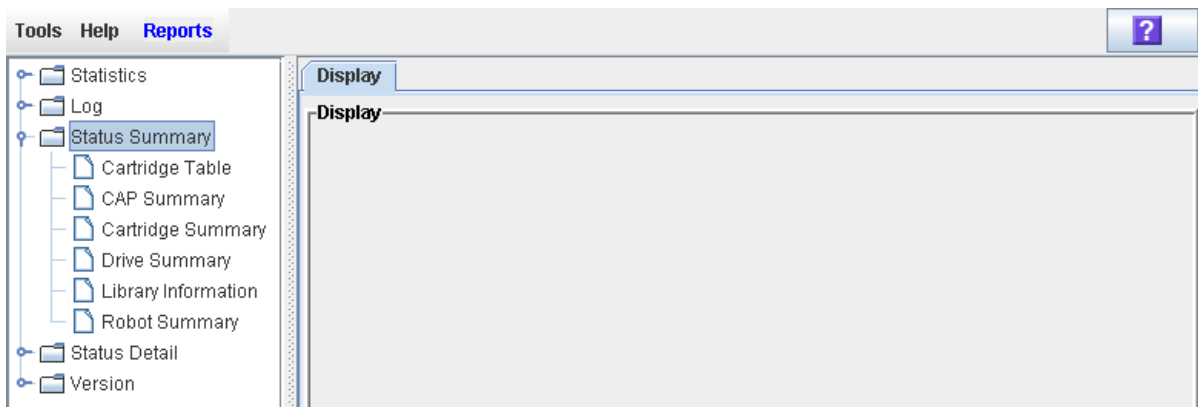 Tools Help Reports
?
Statistics
Log
Status Summary
Cartridge Table
CAP Summary
Cartridge Summary
Drive Summary
Library Information
Robot Summary
Status Detail
Version
Display
Display